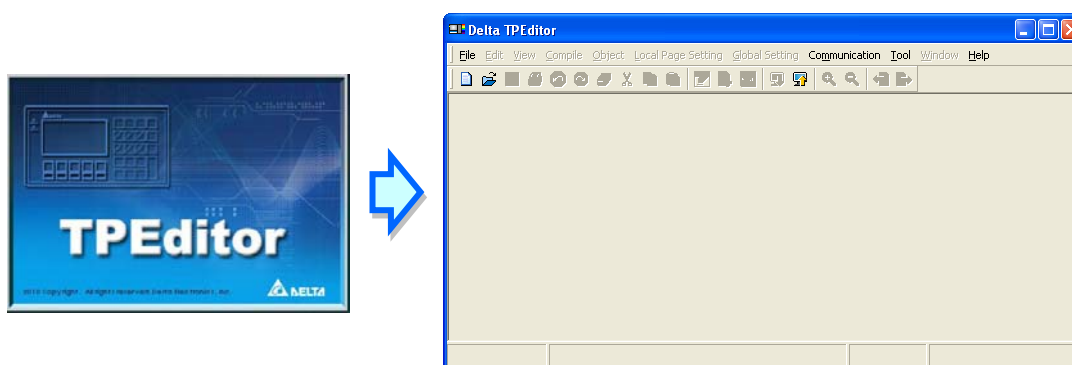 TPEditor
DELTA
Delta TPEditor
File Edit View Compile Object Local Page Setting Global Setting Communication Tool Window Help